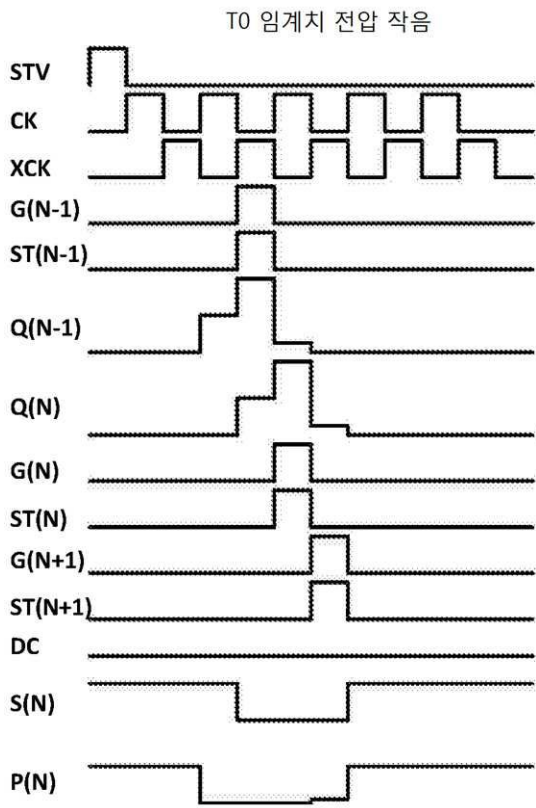 T0 임계치 전압 작음
STV
CK
XCK
G(N-1)
ST(N-1)
Q(N-1)
Q(N)
G(N)
ST(N)
G(N+1)
ST(N+1)
DC
S(N)
P(N)